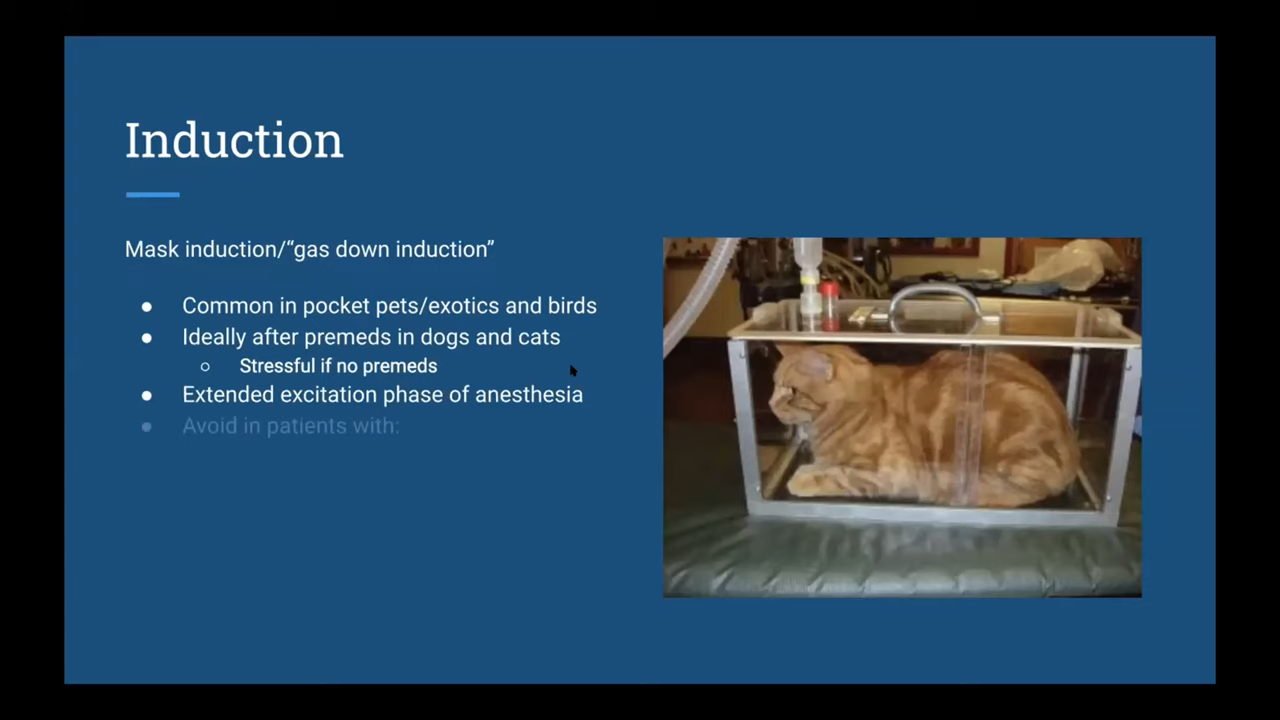 Induction
Mask induction/“gas down induction”
● Common in pocket pets/exotics and birds
● Ideally after premeds in dogs and cats
○ Stressful if no premeds
● Extended excitation phase of anesthesia
● Avoid in patients with: